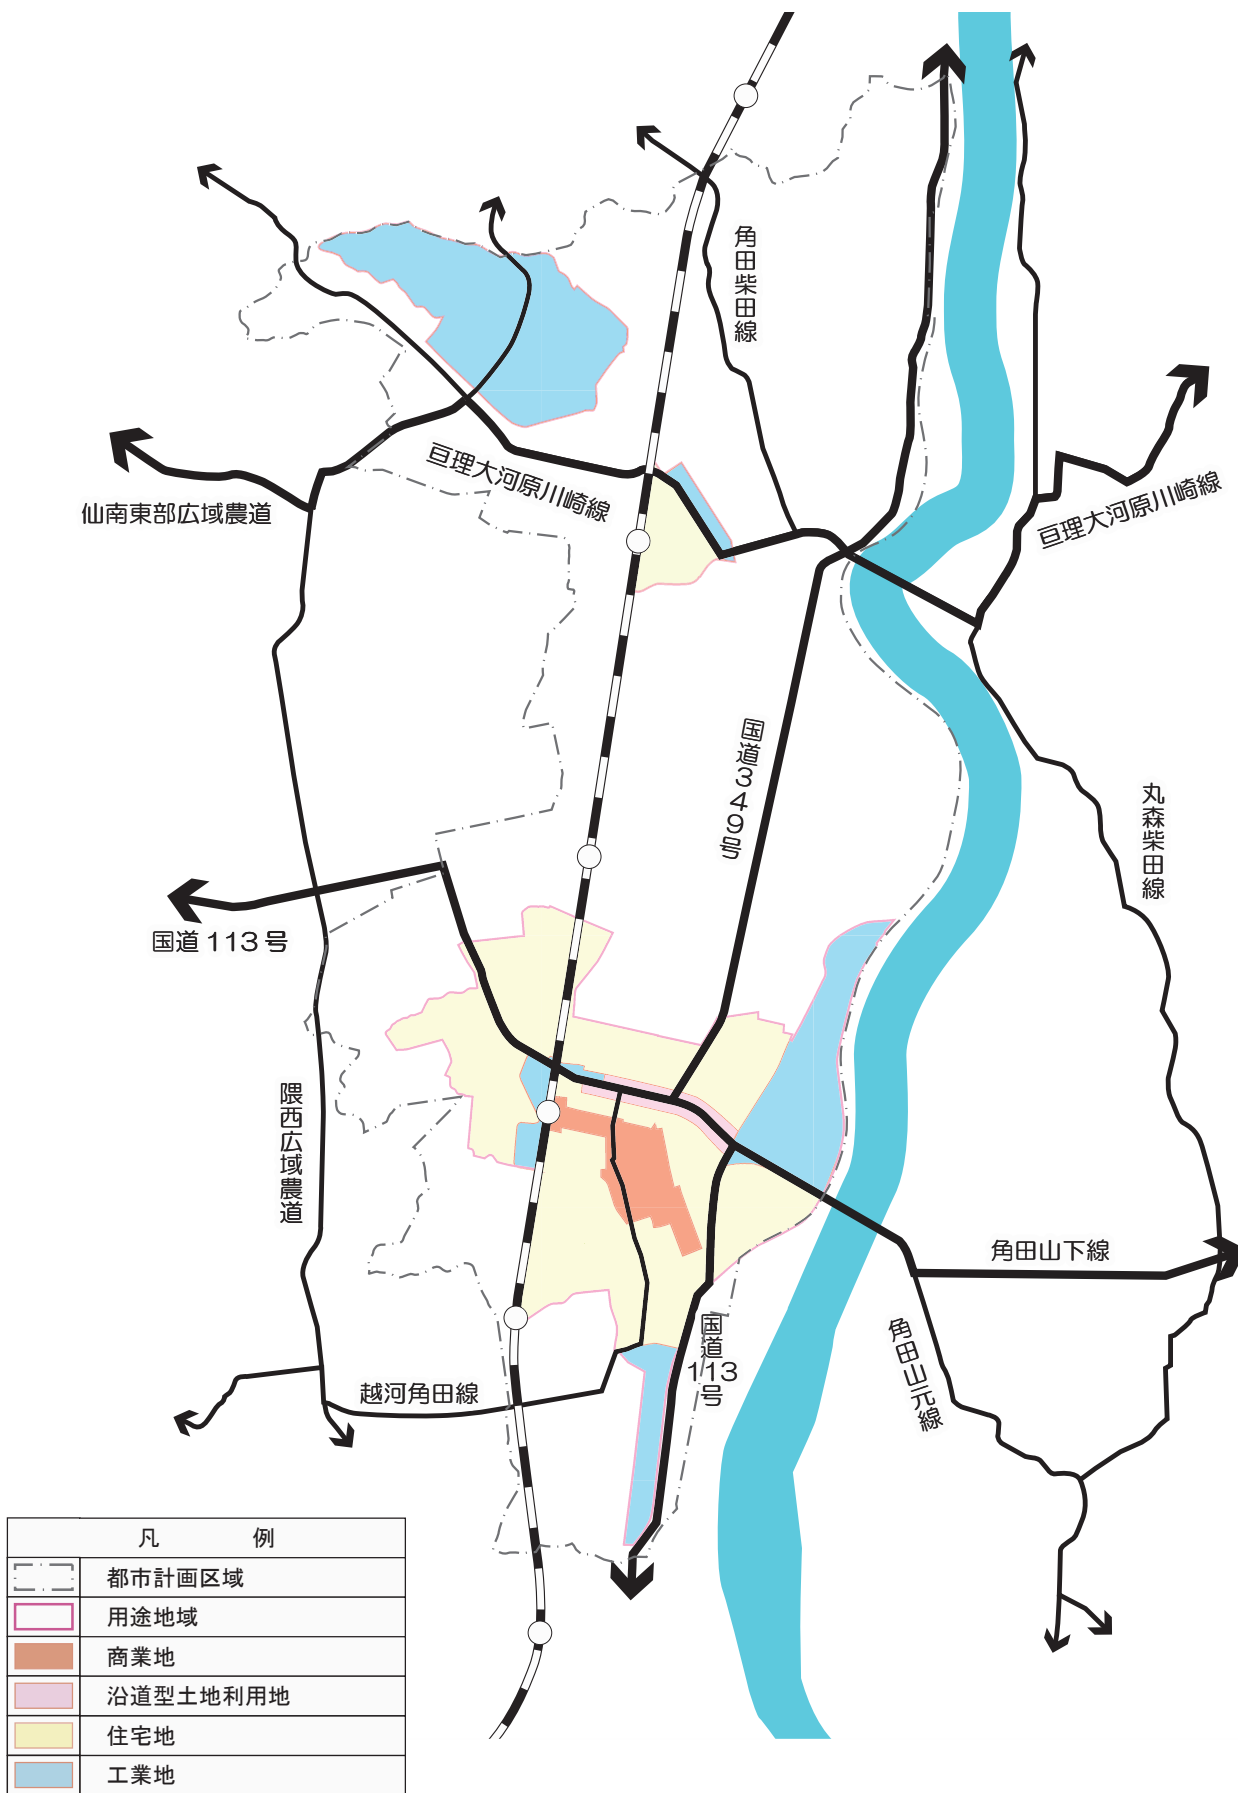 角田柴田線
亘理大河原川崎線
仙南東部広域農道
亘理大河原川崎線
国道349号
丸森柴田線
国道113号
隈西広域農道
角田山下線
国道
113
号
角田山元線
越河角田線
凡 例
都市計画区域
用途地域
商業地
沿道型土地利用地
住宅地
工業地